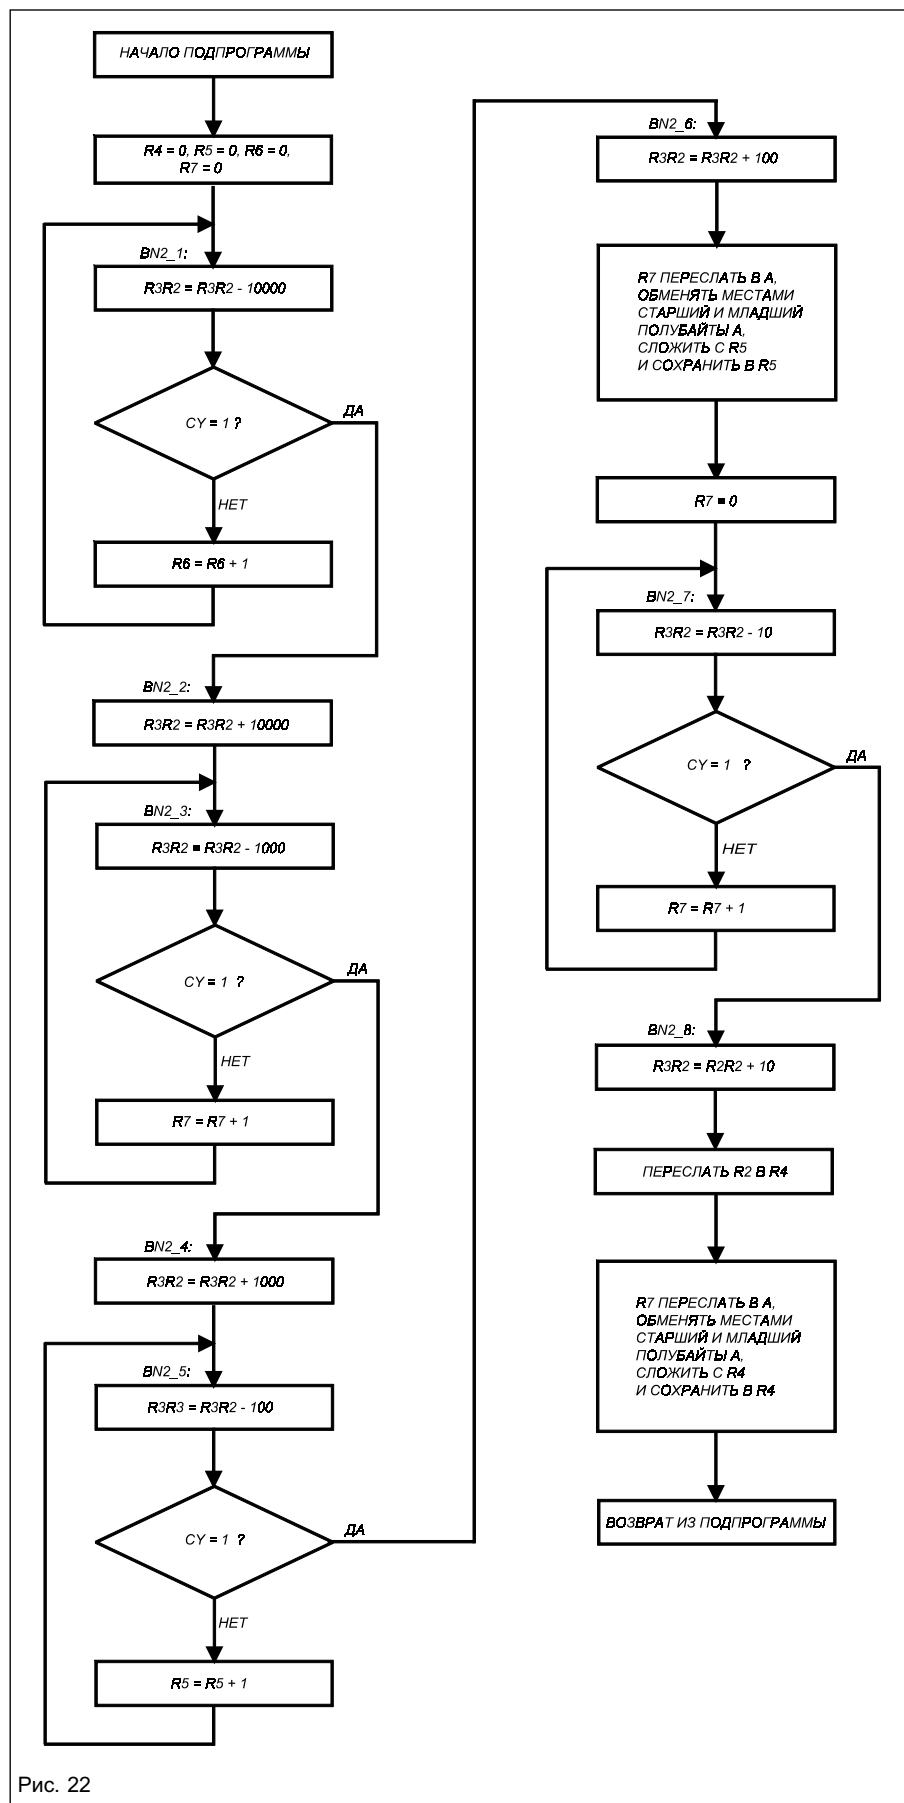 НАЧАЛО ПОДПРОГРАММЫ
R4 = 0, R5 = 0, R6 = 0,
R7 = 0
BN2_1:
R3R2 = R3R2 - 10000
CY = 1 ?
ДА
НЕТ
R6 = R6 + 1
BN2_2:
R3R2 = R3R2 + 10000
BN2_3:
R3R2 = R3R2 - 1000
CY = 1 ?
ДА
НЕТ
R7 = R7 + 1
BN2_4:
R3R2 = R3R2 + 1000
BN2_5:
R3R3 = R3R2 - 100
CY = 1 ?
ДА
НЕТ
R5 = R5 + 1
BN2_6:
R3R2 = R3R2 + 100
R7 ПЕРЕСЛАТЬ В А,
ОБМЕНЯТЬ МЕСТАМИ
СТАРШИЙ И МЛАДШИЙ
ПОЛУБАЙТЫ А,
СЛОЖИТЬ С R5
И СОХРАНИТЬ В R5
R7 = 0
BN2_7:
R3R2 = R3R2 - 10
CY = 1 ?
ДА
НЕТ
R7 = R7 + 1
BN2_8:
R3R2 = R2R2 + 10
ПЕРЕСЛАТЬ R2 В R4
R7 ПЕРЕСЛАТЬ В А,
ОБМЕНЯТЬ МЕСТАМИ
СТАРШИЙ И МЛАДШИЙ
ПОЛУБАЙТЫ А,
СЛОЖИТЬ С R4
И СОХРАНИТЬ В R4
ВОЗВРАТ ИЗ ПОДПРОГРАММЫ
Рис. 22